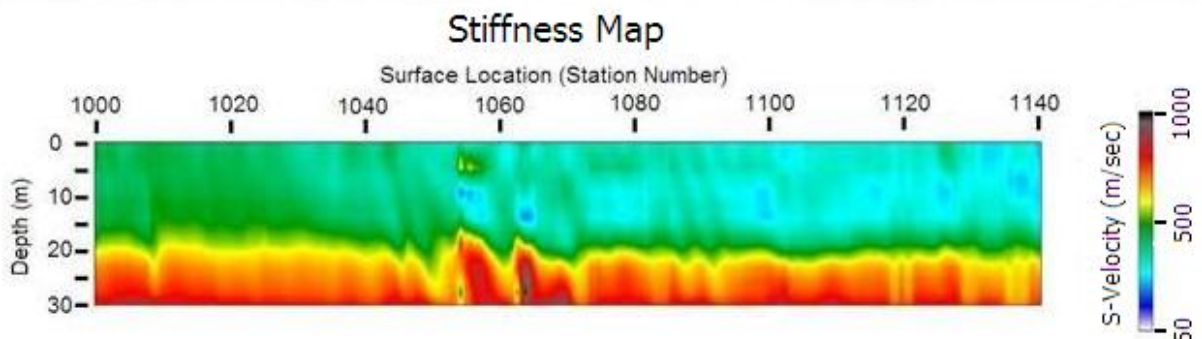 Stiffness Map
Surface Location (Station Number)
1000 1020 1040 1060 1080 1100 1120 1140
Depth (m)
0
10
20
30
S-Velocity (m/sec)
1000
500
50